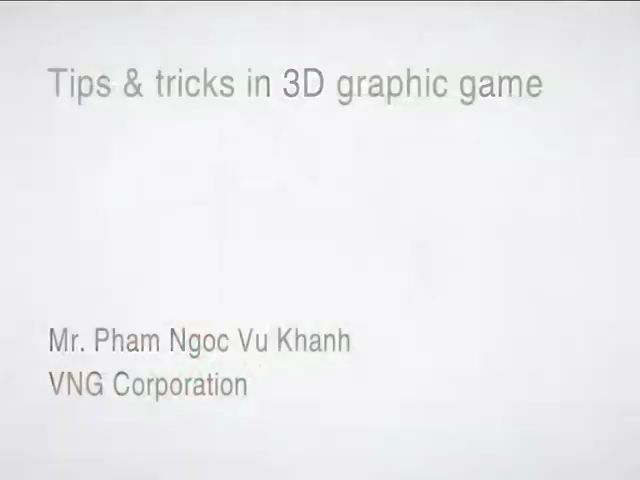 Tips & tricks in 3D graphic game
Mr. Pham Ngoc Vu Khanh
VNG Corporation